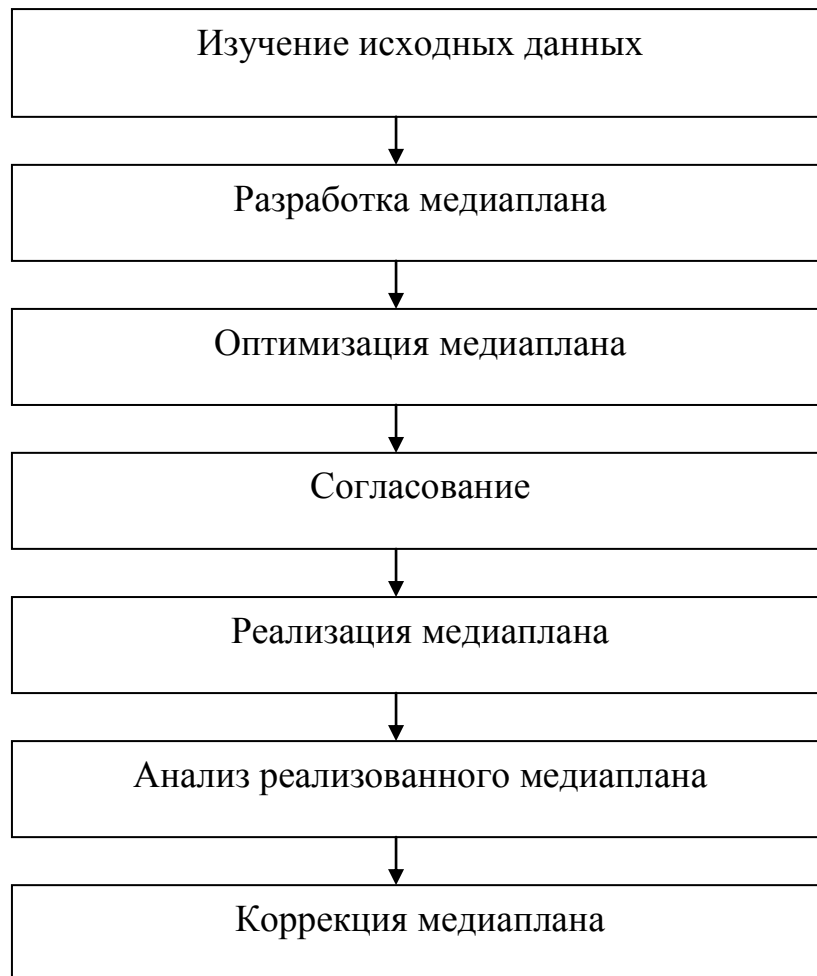 Изучение исходных данных
Разработка медиаплана
Оптимизация медиаплана
Согласование
Реализация медиаплана
Анализ реализованного медиаплана
Коррекция медиаплана